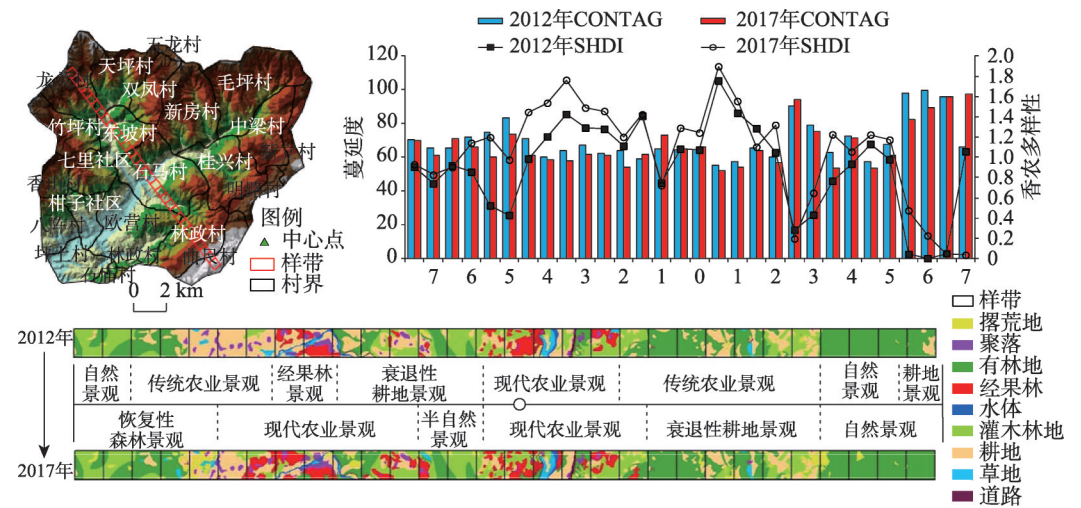 2012年CONTAG 2017年CONTAG
2012年SHDI 2017年SHDI
五龙村
天坪村
双凤村
毛坪村
新房村
竹坪村
东坡村
中梁村
七里社区
石马村
桂兴村
柑子社区
欧营村
林政村
图例
中心点
样带
村界
0 2 km
蔓延度
120
100
80
60
40
20
0
7 6 5 4 3 2 1 0 1 2 3 4 5 6 7
2.0
1.8
1.6
1.4
1.2
1.0
0.8
0.6
0.4
0.2
0
香农多样性
2012年
自然景观 传统农业景观 经果林景观 衰退性耕地景观 现代农业景观 传统农业景观 自然景观 耕地景观
恢复性森林景观 现代农业景观 半自然景观 现代农业景观 衰退性耕地景观 自然景观
2017年
样带
撂荒地
聚落
有林地
经果林
水体
灌木林地
耕地
草地
道路